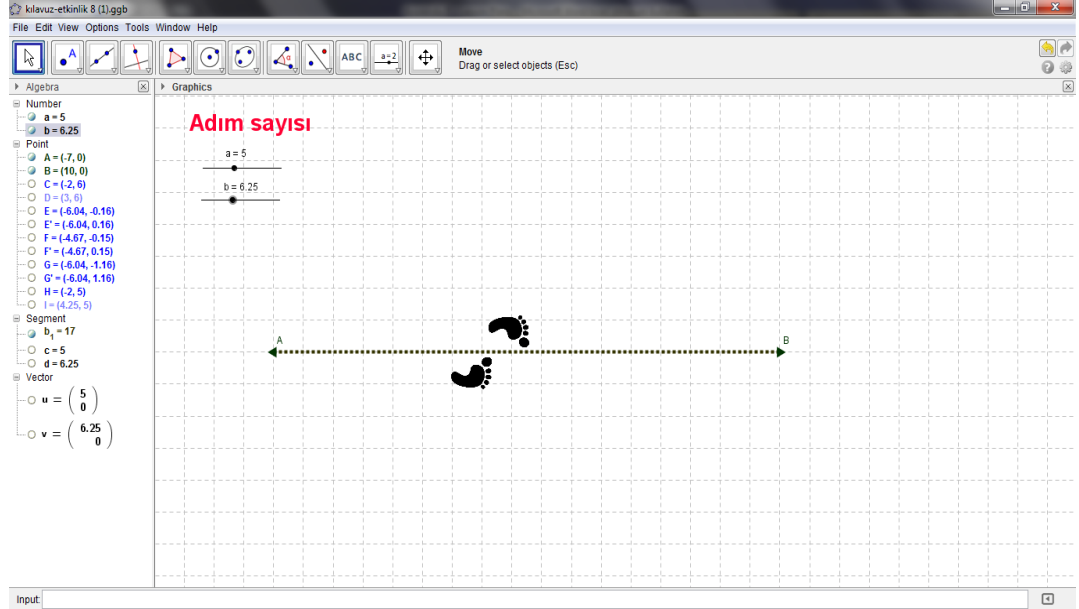 kılavuz-etkinlik 8 (1).ggb
File Edit View Options Tools Window Help
A
α
ABC
a=2
Move
Drag or select objects (Esc)
Algebra
Graphics
Number
a = 5
b = 6.25
Point
A = (-7, 0)
B = (10, 0)
C = (-2, 6)
D = (3, 6)
E = (-6.04, -0.16)
E' = (-6.04, 0.16)
F = (-4.67, -0.15)
F' = (-4.67, 0.15)
G = (-6.04, -1.16)
G' = (-6.04, 1.16)
H = (-2, 5)
I = (4.25, 5)
Segment
b₁ = 17
c = 5
d = 6.25
Vector
u = ( 5 0 )
v = ( 6.25 0 )
Adım sayısı
a = 5
b = 6.25
A
B
Input: